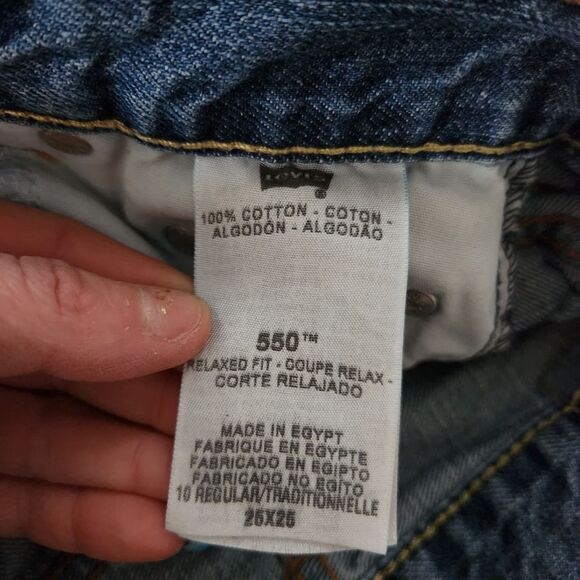 Levi's
®
100% COTTON - COTON -
ALGODÓN - ALGODÃO
550™
RELAXED FIT - COUPE RELAX -
CORTE RELAJADO
MADE IN EGYPT
FABRIQUE EN EGYPTE
FABRICADO EN EGIPTO
FABRICADO NO EGITO
10 REGULAR/TRADITIONNELLE
25X25